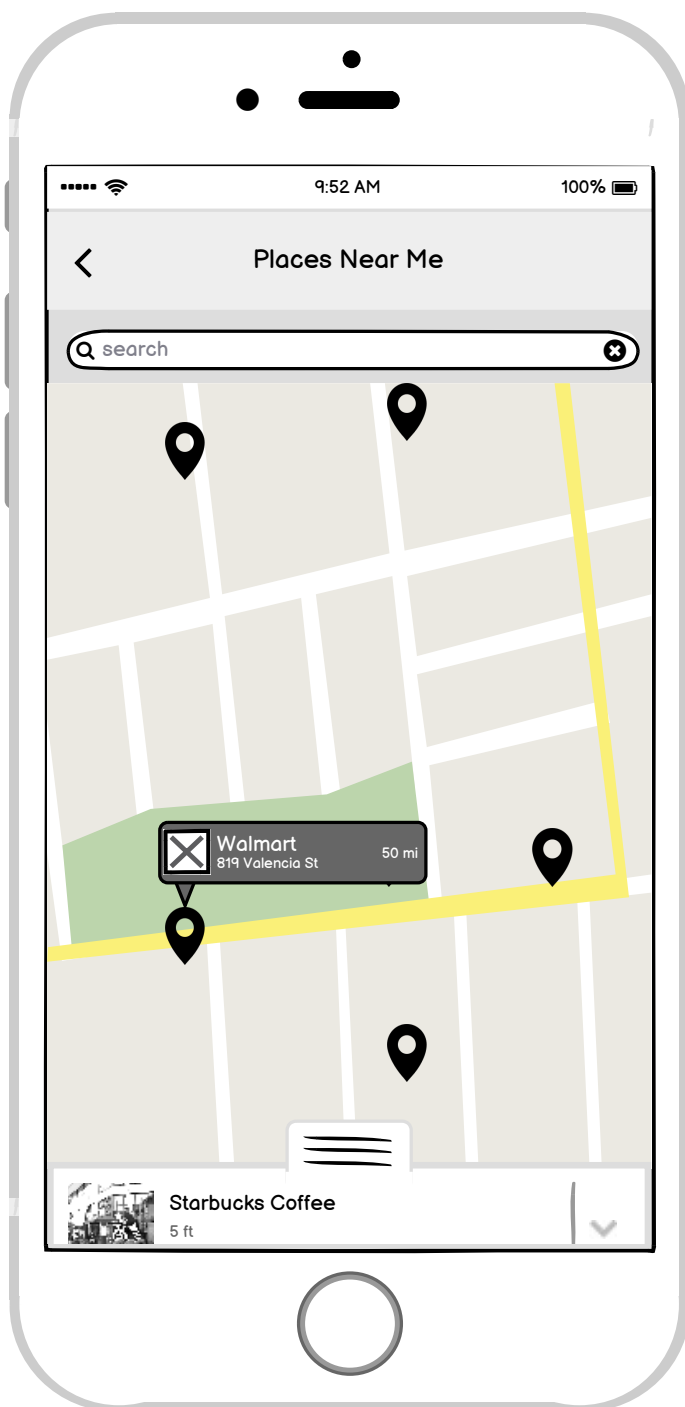 9:52 AM
100%
Places Near Me
search
Walmart
819 Valencia St
50 mi
Starbucks Coffee
5 ft